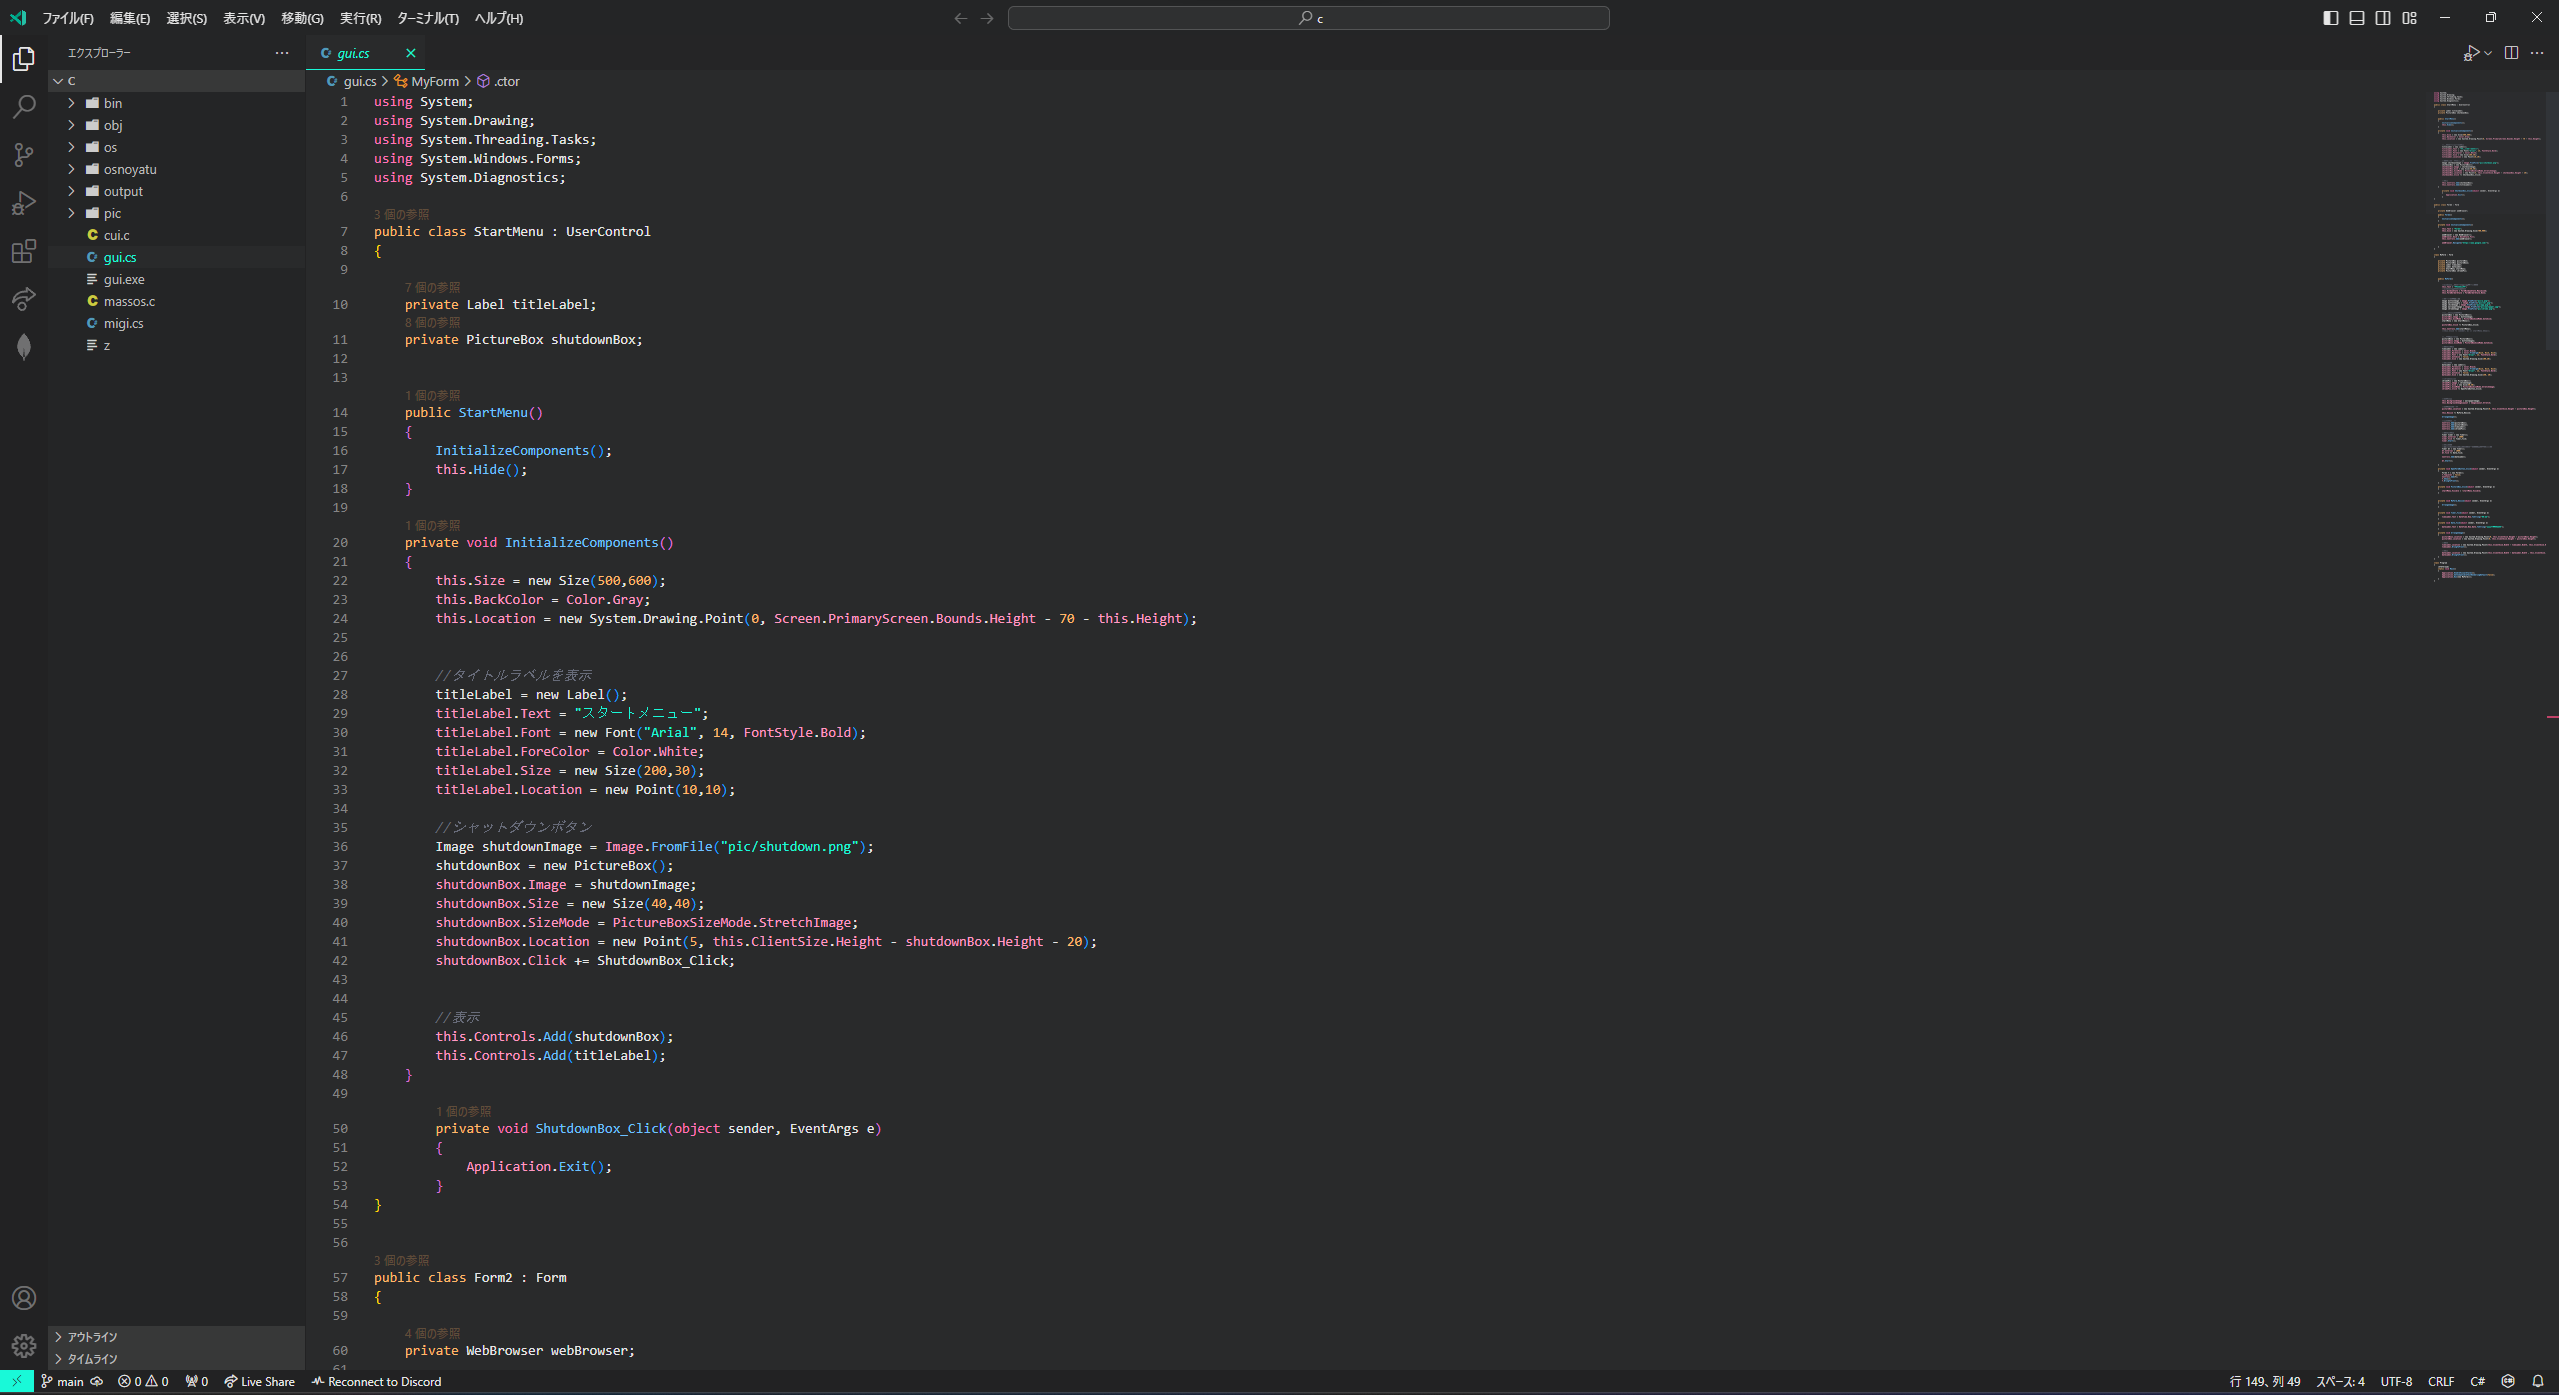 ファイル(F) 編集(E) 選択(S) 表示(V) 移動(G) 実行(R) ターミナル(T) ヘルプ(H)
c
エクスプローラー
gui.cs
C
bin
obj
os
osnoyatu
output
pic
cui.c
gui.cs
gui.exe
massos.c
migi.cs
z
アウトライン
タイムライン
gui.cs > MyForm > .ctor
1 using System;
2 using System.Drawing;
3 using System.Threading.Tasks;
4 using System.Windows.Forms;
5 using System.Diagnostics;
6
3 個の参照
7 public class StartMenu : UserControl
8 {
9
7 個の参照
10 private Label titleLabel;
8 個の参照
11 private PictureBox shutdownBox;
12
13
1 個の参照
14 public StartMenu()
15 {
16 InitializeComponents();
17 this.Hide();
18 }
19
1 個の参照
20 private void InitializeComponents()
21 {
22 this.Size = new Size(500,600);
23 this.BackColor = Color.Gray;
24 this.Location = new System.Drawing.Point(0, Screen.PrimaryScreen.Bounds.Height - 70 - this.Height);
25
26
27 //タイトルラベルを表示
28 titleLabel = new Label();
29 titleLabel.Text = "スタートメニュー";
30 titleLabel.Font = new Font("Arial", 14, FontStyle.Bold);
31 titleLabel.ForeColor = Color.White;
32 titleLabel.Size = new Size(200,30);
33 titleLabel.Location = new Point(10,10);
34
35 //シャットダウンボタン
36 Image shutdownImage = Image.FromFile("pic/shutdown.png");
37 shutdownBox = new PictureBox();
38 shutdownBox.Image = shutdownImage;
39 shutdownBox.Size = new Size(40,40);
40 shutdownBox.SizeMode = PictureBoxSizeMode.StretchImage;
41 shutdownBox.Location = new Point(5, this.ClientSize.Height - shutdownBox.Height - 20);
42 shutdownBox.Click += ShutdownBox_Click;
43
44
45 //表示
46 this.Controls.Add(shutdownBox);
47 this.Controls.Add(titleLabel);
48 }
49
1 個の参照
50 private void ShutdownBox_Click(object sender, EventArgs e)
51 {
52 Application.Exit();
53 }
54 }
55
56
3 個の参照
57 public class Form2 : Form
58 {
59
4 個の参照
60 private WebBrowser webBrowser;
61
main 0 0 0 Live Share Reconnect to Discord
行 149、列 49 スペース: 4 UTF-8 CRLF C#